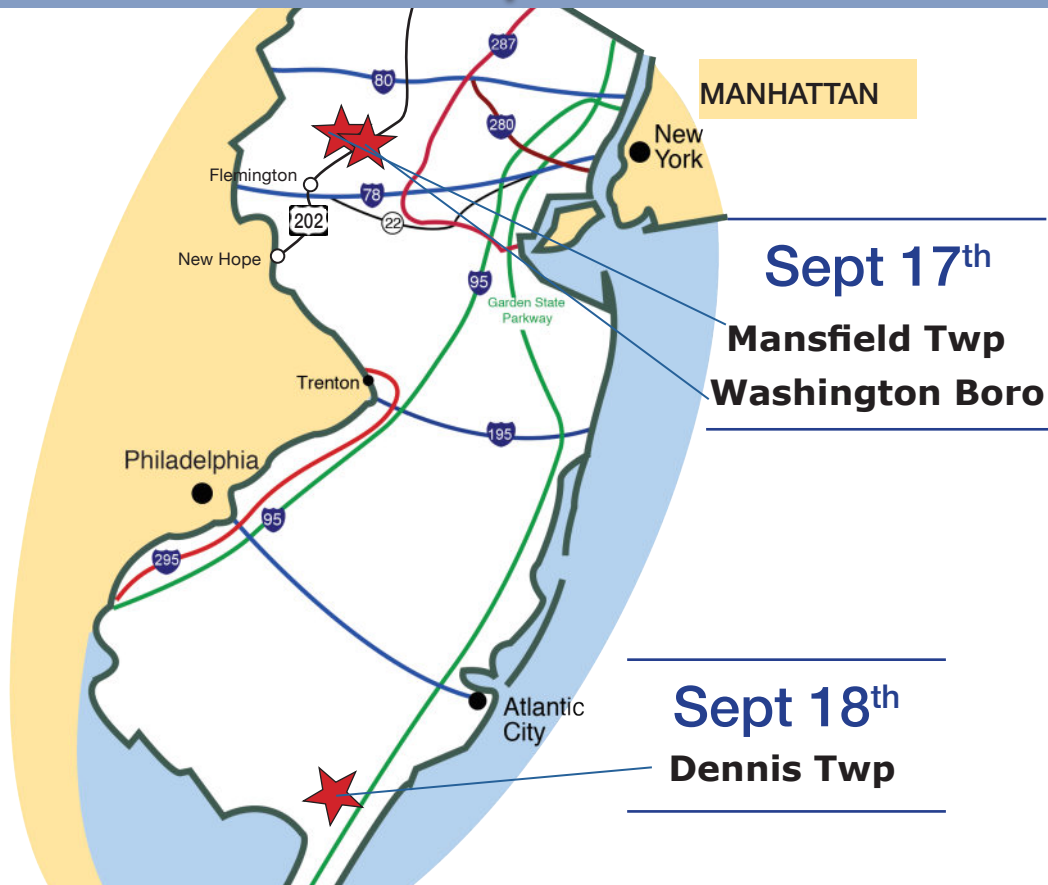 287
80
MANHATTAN
280
New
York
Flemington
78
202
22
New Hope
Sept 17th
95
Garden State
Parkway
Mansfield Twp
Trenton
Washington Boro
195
Philadelphia
95
295
Sept 18th
Atlantic
City
Dennis Twp